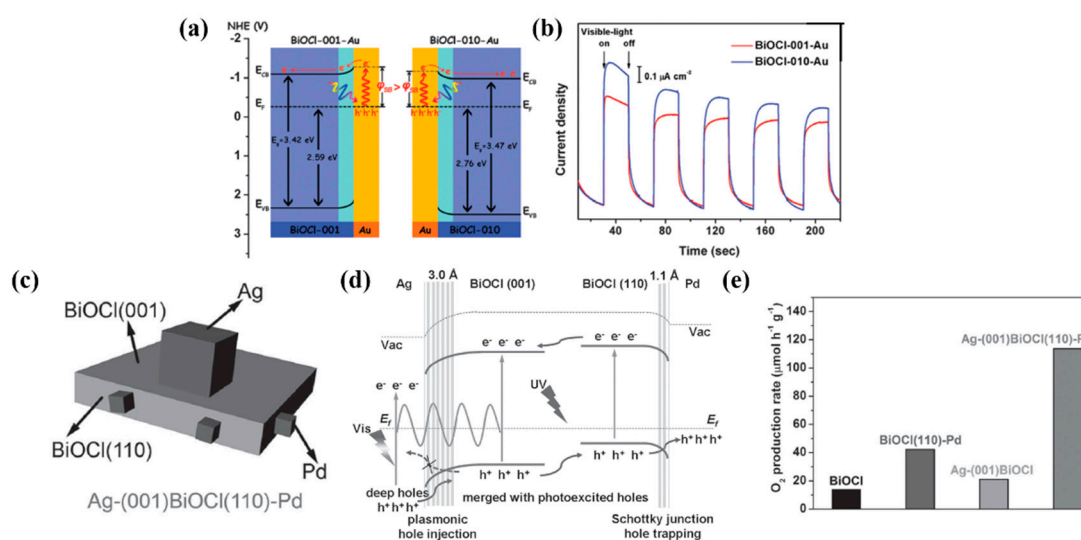 (a)
NHE (V)
BiOCl-001-Au
BiOCl-010-Au
-2
-1
0
1
2
3
E_CB
E_F
E_VB
E_g=3.42 eV
2.59 eV
φ_SB > φ_SB
e⁻
h⁺h⁺h⁺
h⁺h⁺h⁺
2.76 eV
E_g=3.47 eV
E_CB
E_F
E_VB
BiOCl-001
Au
Au
BiOCl-010
(b)
Visible-light
on
off
0.1 μA cm⁻²
BiOCl-001-Au
BiOCl-010-Au
Current density
40
80
120
160
200
Time (sec)
(c)
Ag
BiOCl(001)
BiOCl(110)
Pd
Ag-(001)BiOCl(110)-Pd
(d)
Ag
3.0 Å
BiOCl (001)
BiOCl (110)
1.1 Å
Pd
Vac
Vac
e⁻ e⁻ e⁻
e⁻ e⁻ e⁻
e⁻ e⁻ e⁻
UV
Vis
E_f
E_f
h⁺ h⁺ h⁺
h⁺ h⁺ h⁺
h⁺h⁺h⁺
deep holes
h⁺h⁺ h⁺
merged with photoexcited holes
plasmonic
hole injection
Schottky junction
hole trapping
(e)
O₂ production rate (μmol h⁻¹ g⁻¹)
140
120
100
80
60
40
20
0
BiOCl
BiOCl(110)-Pd
Ag-(001)BiOCl
Ag-(001)BiOCl(110)-P